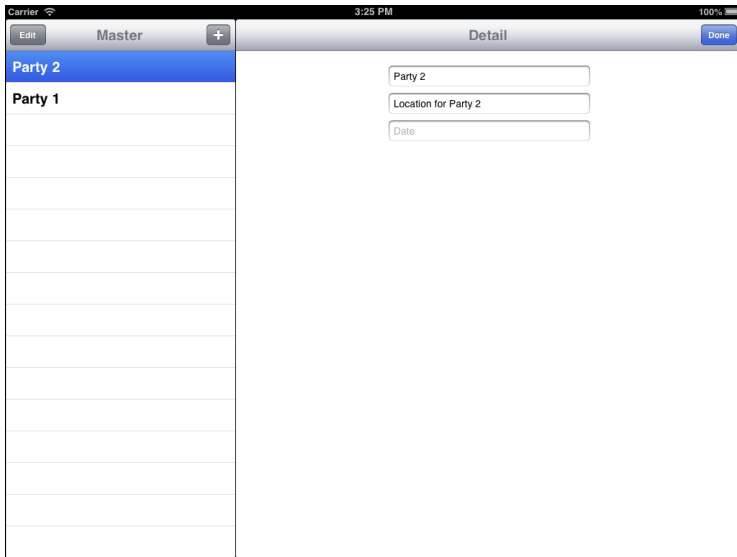 Carrier 3:25 PM 100%
Edit Master + Detail Done
Party 2
Party 1
Party 2
Location for Party 2
Date